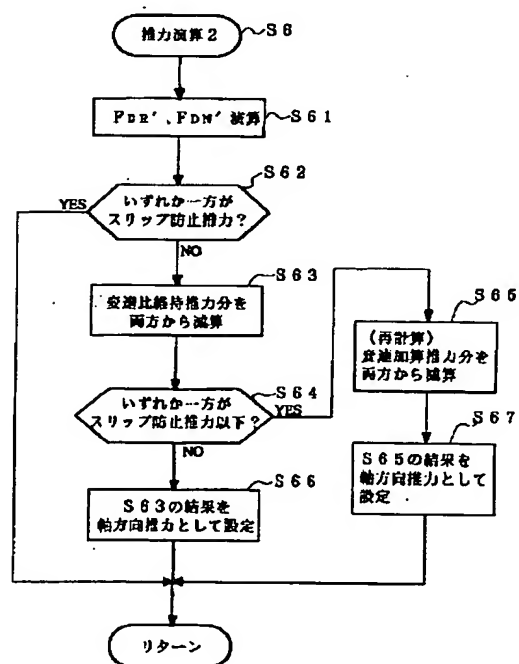 推力演算2
S6
FDR′、FDN′演算
S61
S62
いずれか一方が
スリップ防止推力?
YES
NO
S63
変速比維持推力分を
両方から減算
S64
いずれか一方が
スリップ防止推力以下?
YES
NO
S65
(再計算)
変速加算推力分を
両方から減算
S66
S63の結果を
軸方向推力として設定
S67
S65の結果を
軸方向推力として
設定
リターン